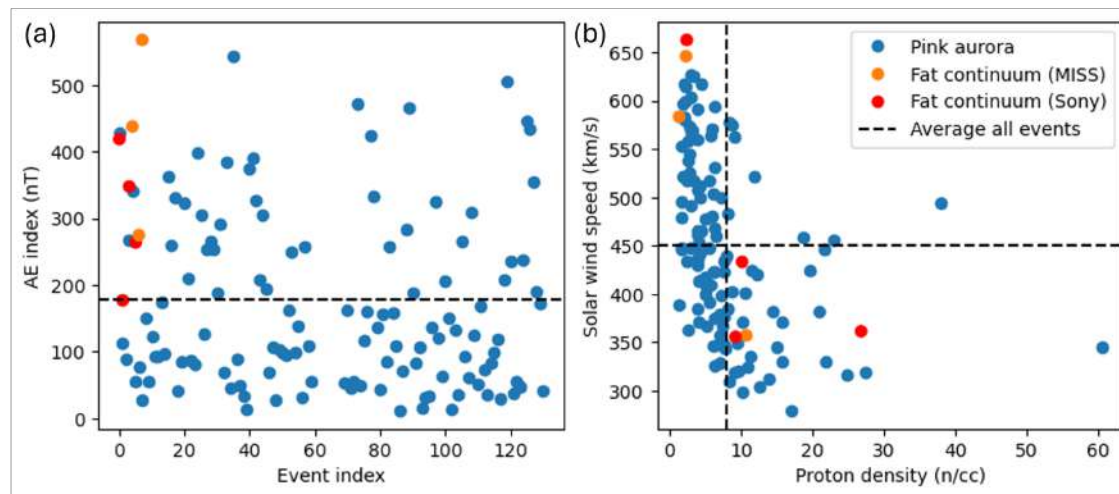 (a)
AE index (nT)
500
400
300
200
100
0
0 20 40 60 80 100 120
Event index
(b)
Solar wind speed (km/s)
650
600
550
500
450
400
350
300
0 10 20 30 40 50 60
Proton density (n/cc)
Pink aurora
Fat continuum (MISS)
Fat continuum (Sony)
Average all events